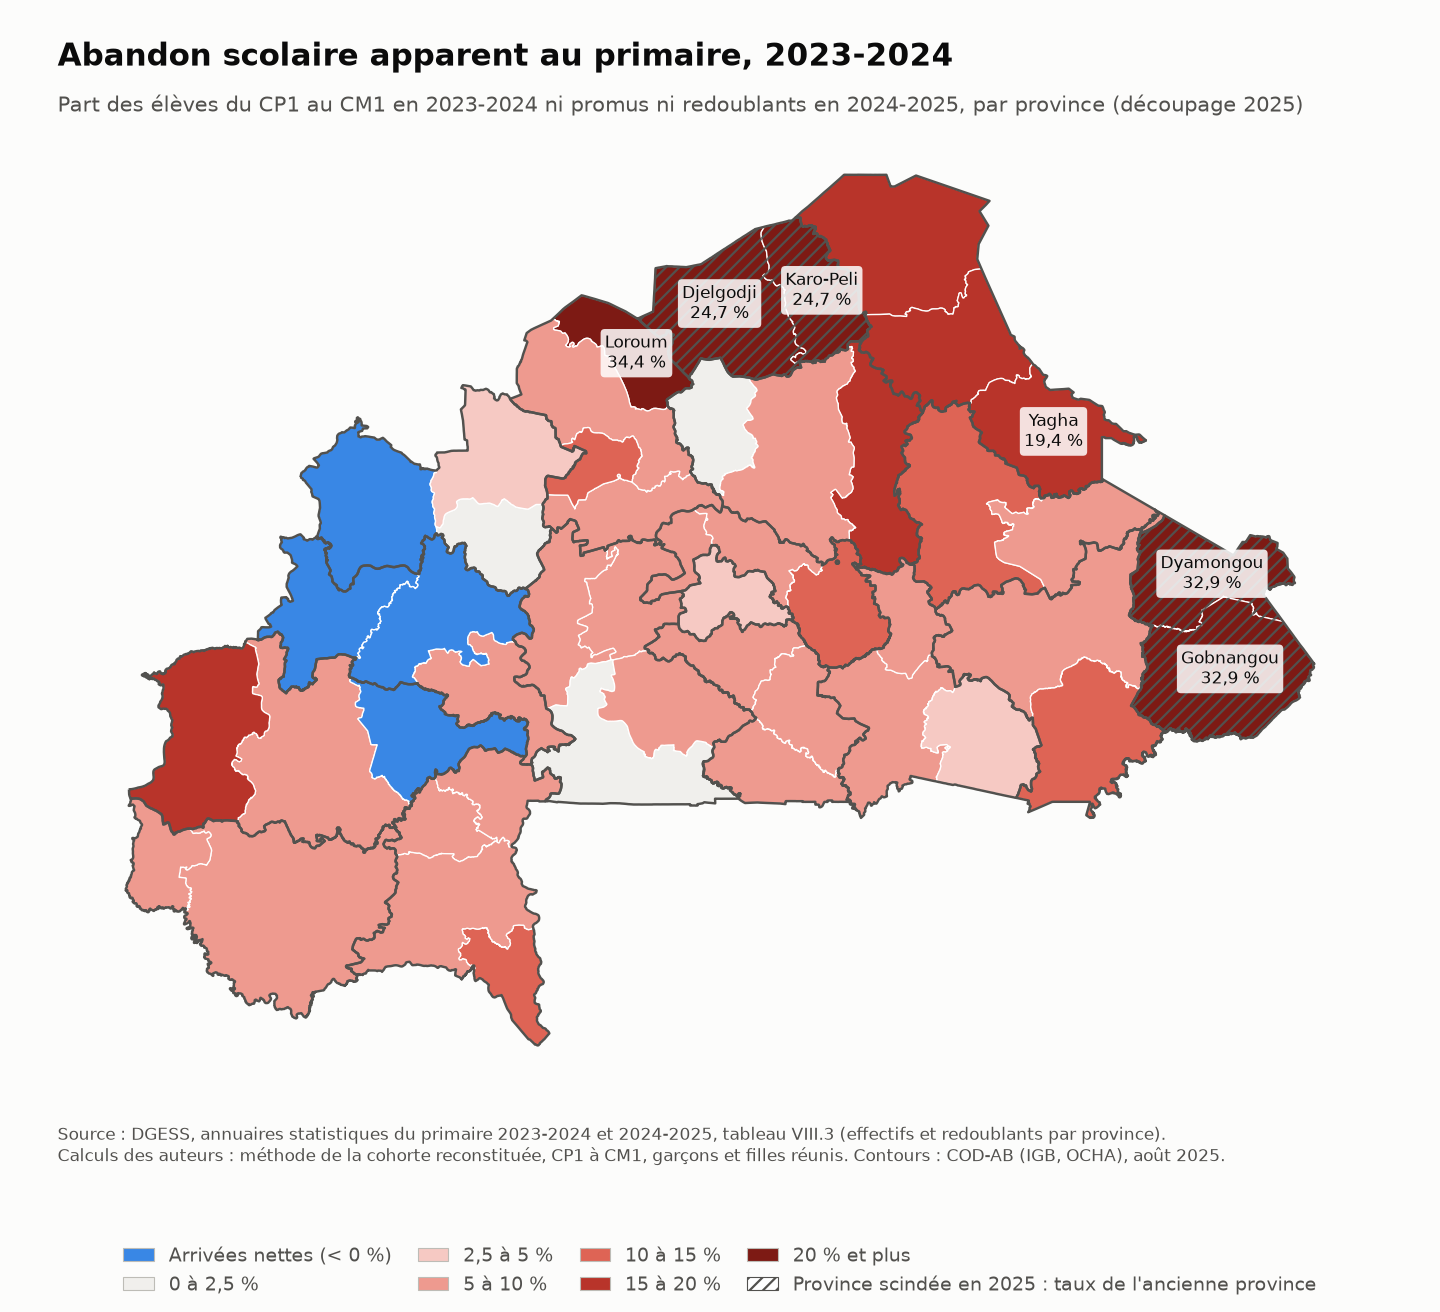 Abandon scolaire apparent au primaire, 2023-2024
Part des élèves du CP1 au CM1 en 2023-2024 ni promus ni redoublants en 2024-2025, par province (découpage 2025)
Karo-Peli
24,7 %
Djelgodji
24,7 %
Loroum
34,4 %
Yagha
19,4 %
Dyamongou
32,9 %
Gobnangou
32,9 %
Source : DGESS, annuaires statistiques du primaire 2023-2024 et 2024-2025, tableau VIII.3 (effectifs et redoublants par province).
Calculs des auteurs : méthode de la cohorte reconstituée, CP1 à CM1, garçons et filles réunis. Contours : COD-AB (IGB, OCHA), août 2025.
Arrivées nettes (< 0 %)
0 à 2,5 %
2,5 à 5 %
5 à 10 %
10 à 15 %
15 à 20 %
20 % et plus
Province scindée en 2025 : taux de l'ancienne province